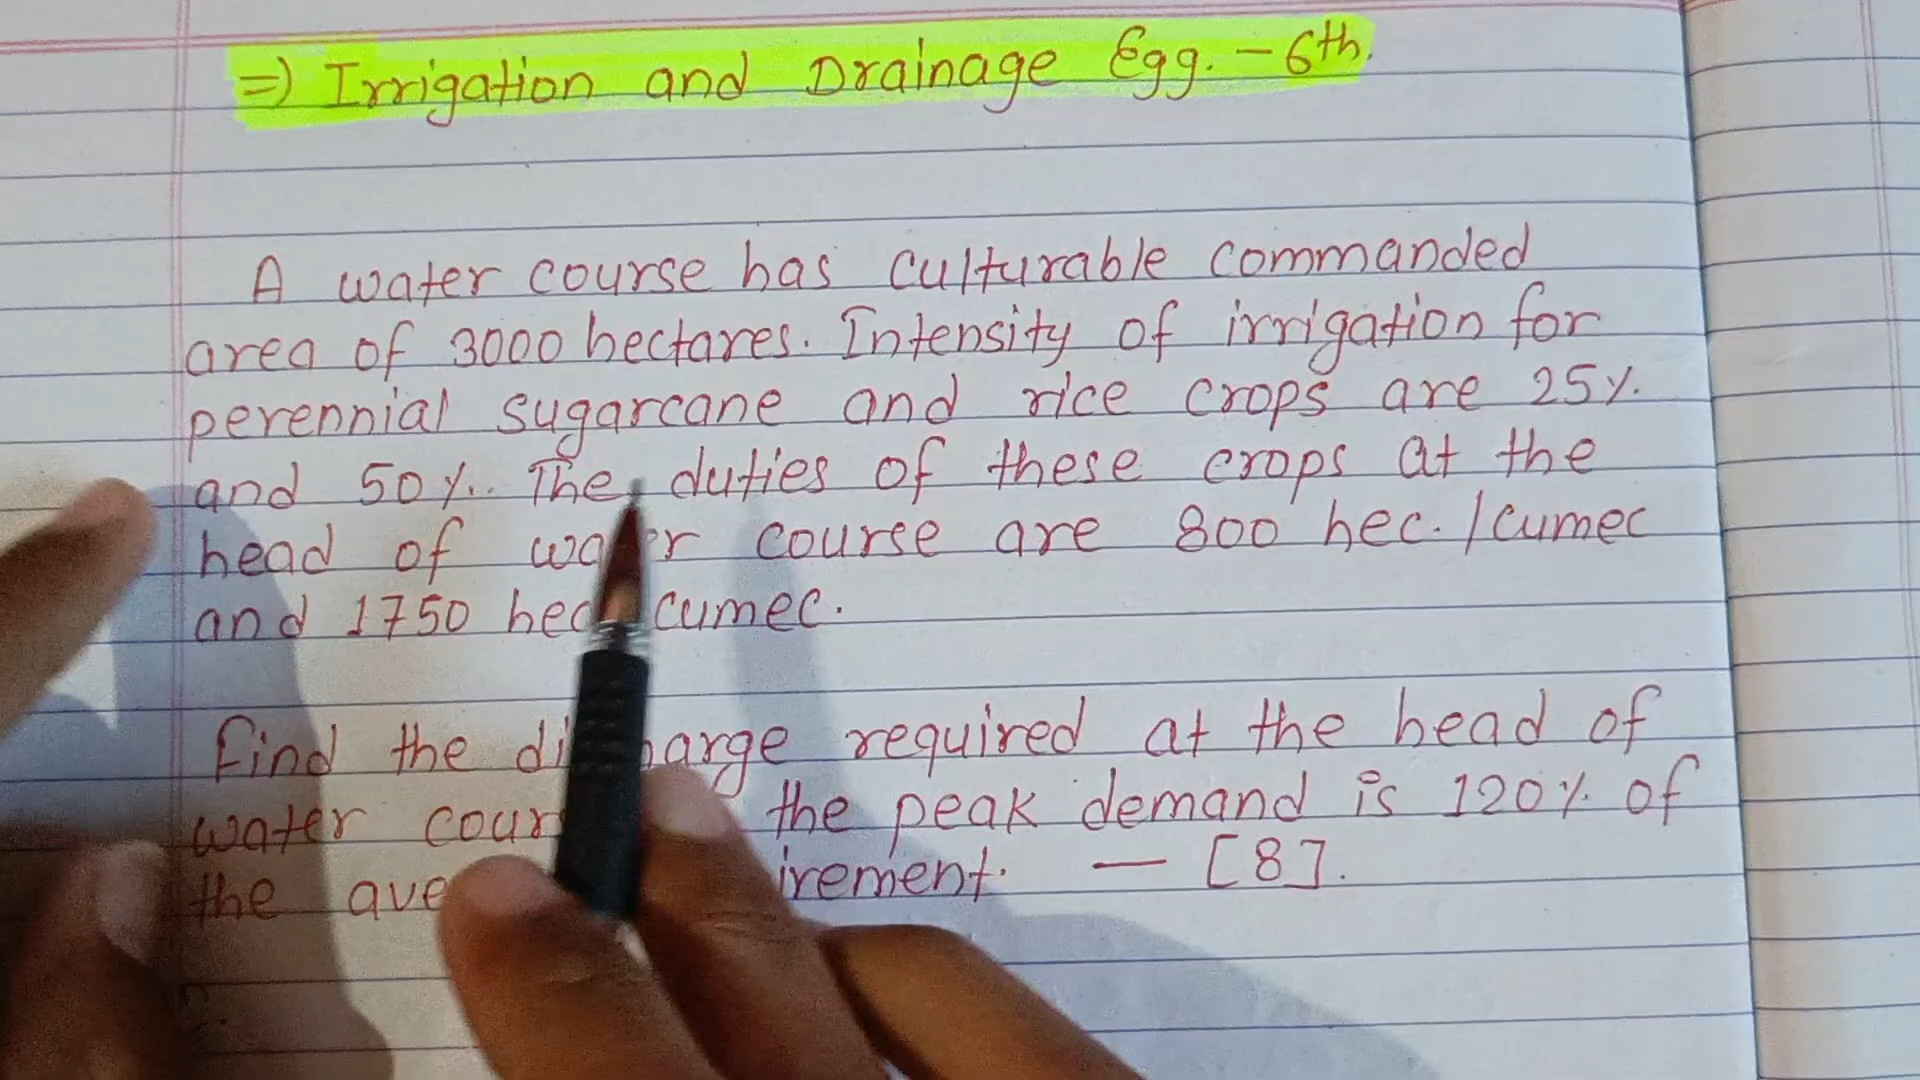 =) Irrigation and Drainage Egg. - 6th.
A water course has culturable commanded
area of 3000 hectares. Intensity of irrigation for
perennial sugarcane and rice crops are 25%.
and 50%. The duties of these crops at the
head of course are 800 hec./cumec
and 1750 cumec.
Find the required at the head of
water the peak demand is 120% of
the — [8].